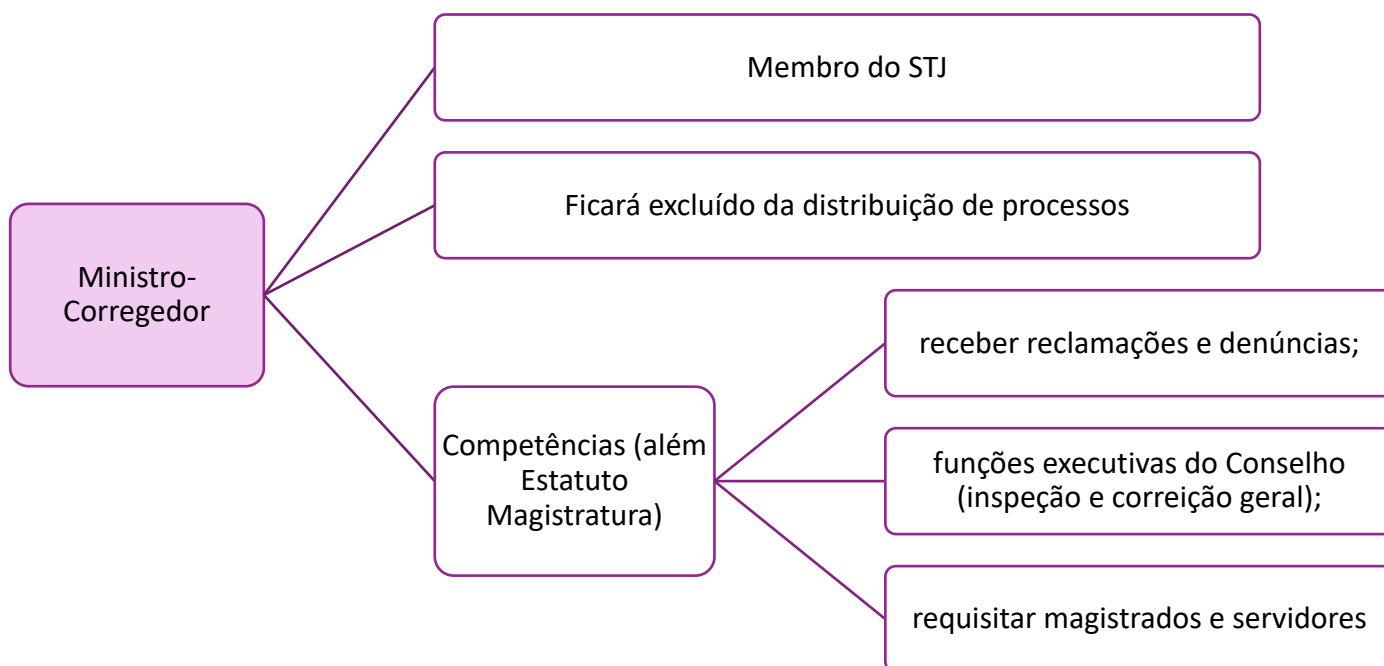 Membro do STJ
Ficará excluído da distribuição de processos
Ministro-
Corregedor
Competências (além
Estatuto
Magistratura)
receber reclamações e denúncias;
funções executivas do Conselho
(inspeção e correição geral);
requisitar magistrados e servidores